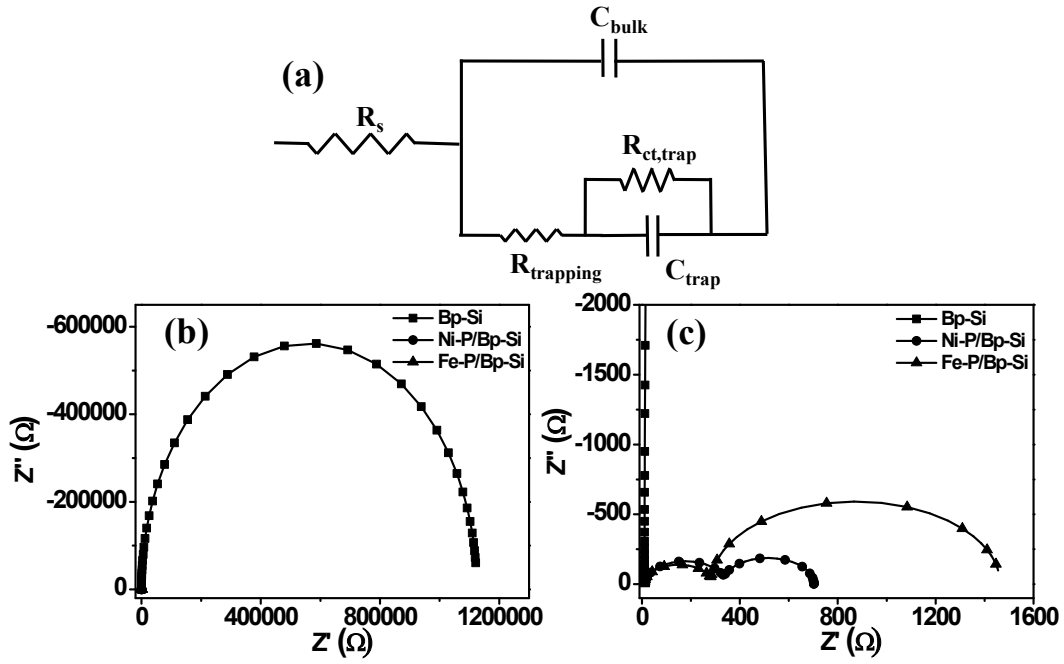 (a)
C_bulk
R_s
R_ct,trap
R_trapping
C_trap
(b)
-600000
-400000
-200000
0
Z'' (Ω)
0 400000 800000 1200000
Z' (Ω)
Bp-Si
Ni-P/Bp-Si
Fe-P/Bp-Si
(c)
-2000
-1500
-1000
-500
0
Z'' (Ω)
0 400 800 1200 1600
Z' (Ω)
Bp-Si
Ni-P/Bp-Si
Fe-P/Bp-Si